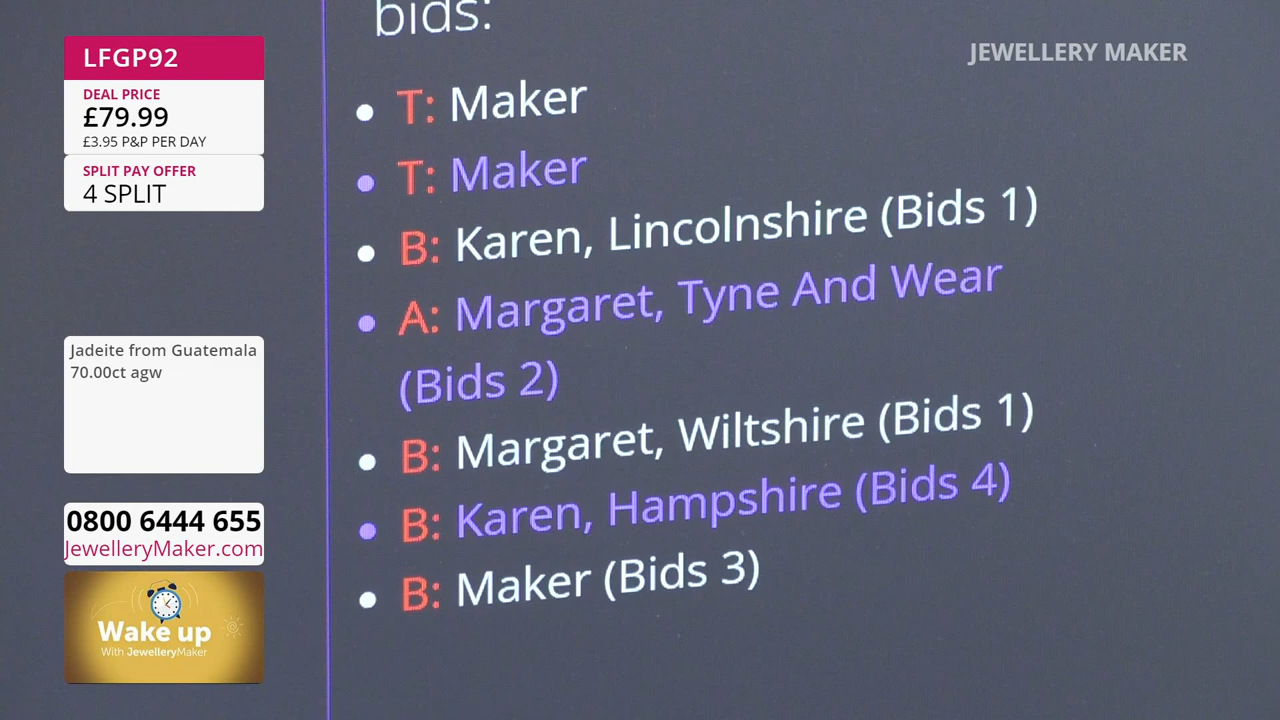 LFGP92
DEAL PRICE
£79.99
£3.95 P&P PER DAY
SPLIT PAY OFFER
4 SPLIT
Jadeite from Guatemala
70.00ct agw
0800 6444 655
JewelleryMaker.com
Wake up
With JewelleryMaker
bids:
• T: Maker
• T: Maker
• B: Karen, Lincolnshire (Bids 1)
• A: Margaret, Tyne And Wear
(Bids 2)
• B: Margaret, Wiltshire (Bids 1)
• B: Karen, Hampshire (Bids 4)
• B: Maker (Bids 3)
JEWELLERY MAKER